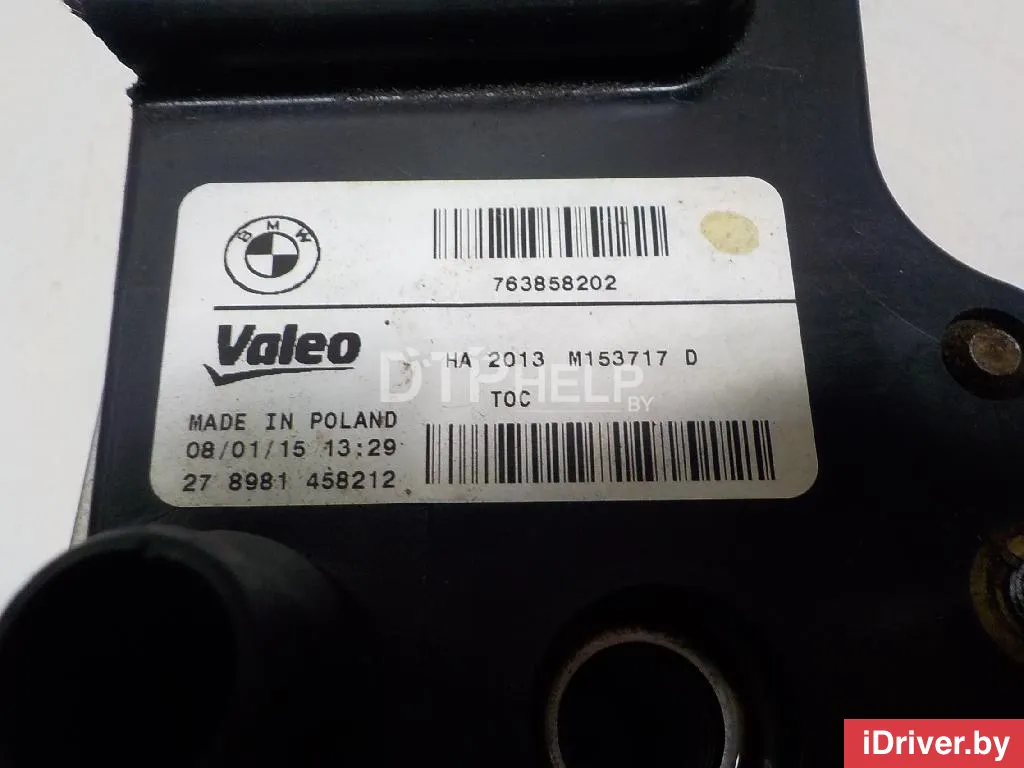 BMW
763858202
Valeo
HA 2013 M153717 D
DTPHELP.BY
TOC
MADE IN POLAND
08/01/15 13:29
27 8981 458212
iDriver.by